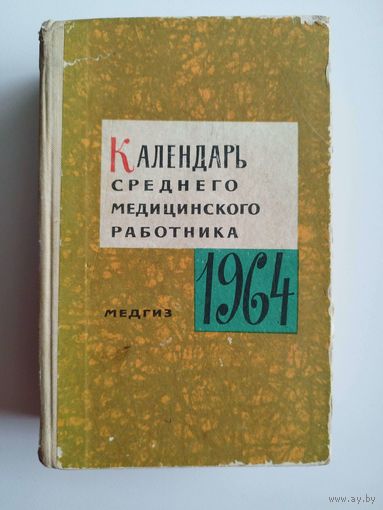 Календарь
среднего
медицинского
работника
1964
Медгиз
www.ay.by